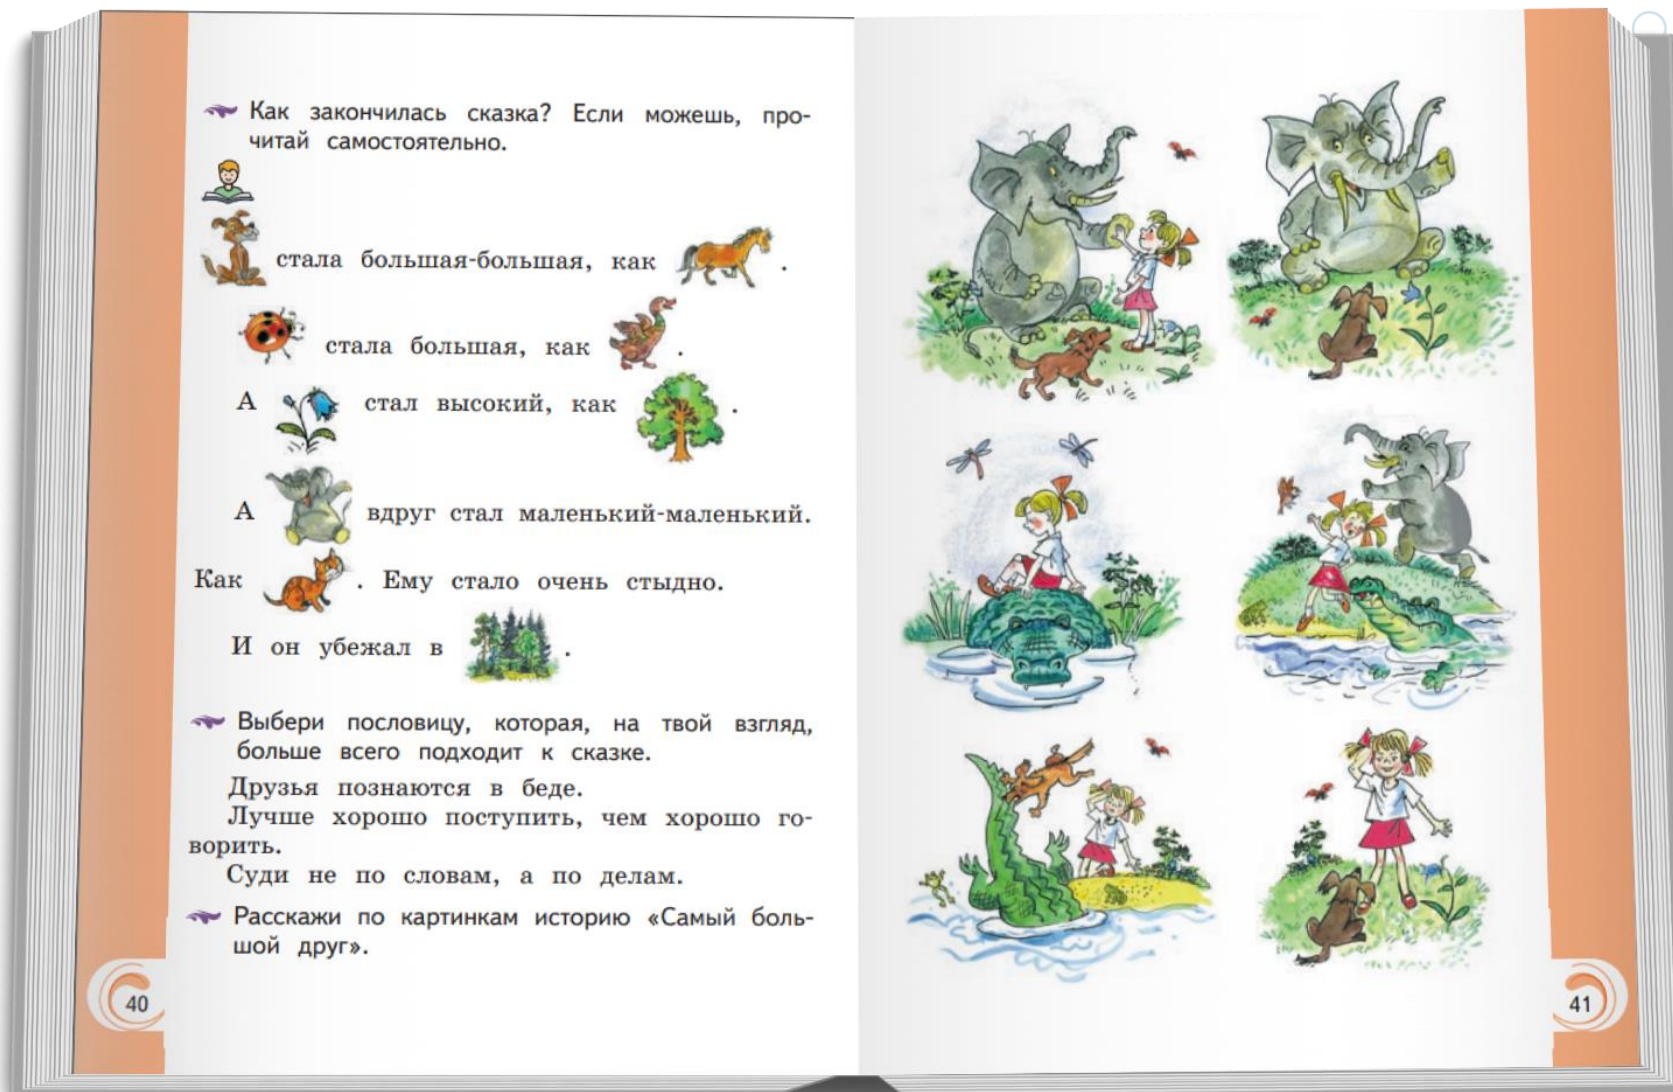 Как закончилась сказка? Если можешь, про-
читай самостоятельно.
стала большая-большая, как .
стала большая, как .
А стал высокий, как .
А вдруг стал маленький-маленький.
Как . Ему стало очень стыдно.
И он убежал в .
Выбери пословицу, которая, на твой взгляд,
больше всего подходит к сказке.
Друзья познаются в беде.
Лучше хорошо поступить, чем хорошо го-
ворить.
Суди не по словам, а по делам.
Расскажи по картинкам историю «Самый боль-
шой друг».
40
41